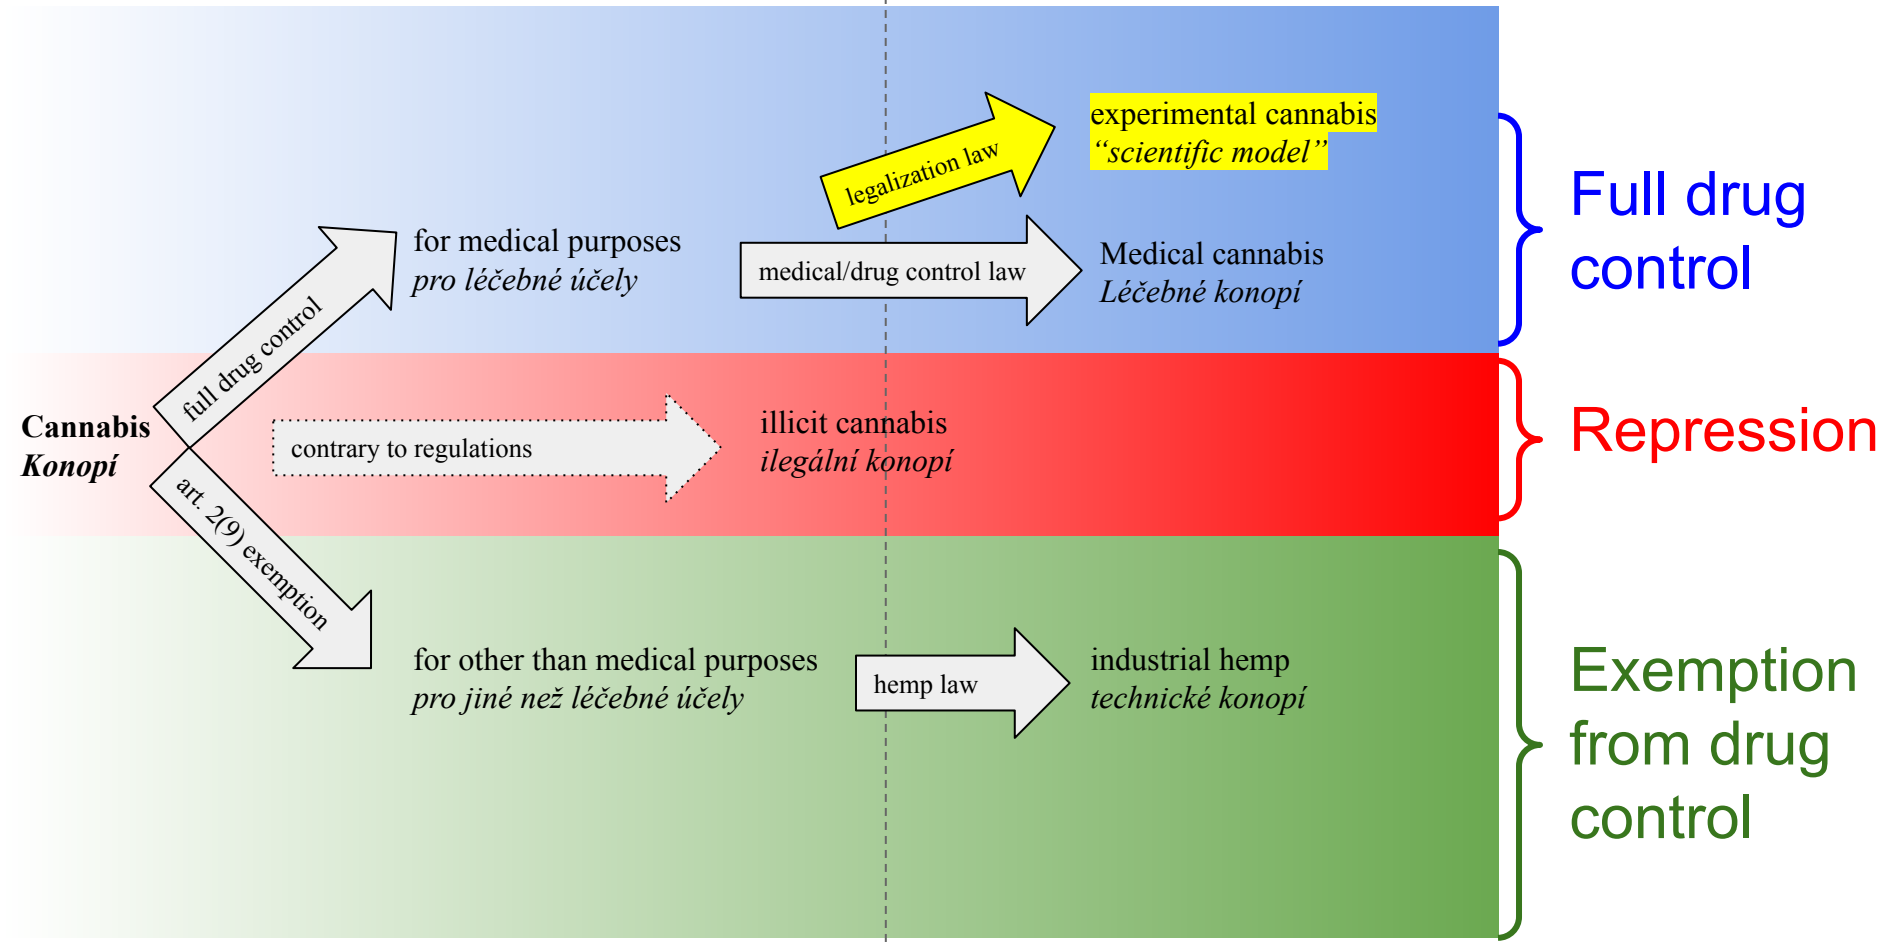 experimental cannabis
“scientific model”
legalization law
for medical purposes
pro léčebné účely
medical/drug control law
Medical cannabis
Léčebné konopí
Full drug
control
full drug control
Cannabis
Konopí
contrary to regulations
illicit cannabis
ilegální konopí
Repression
art. 2(9) exemption
for other than medical purposes
pro jiné než léčebné účely
hemp law
industrial hemp
technické konopí
Exemption
from drug
control